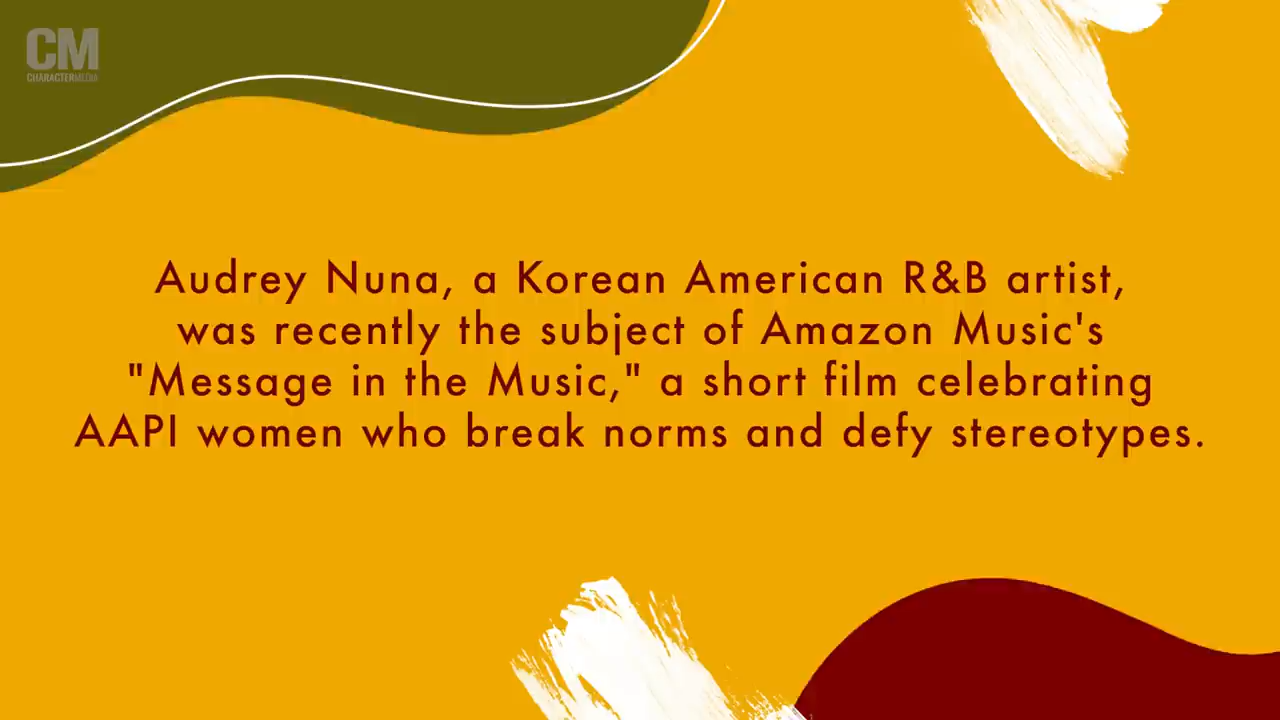 CM
CHARACTERMEDIA
Audrey Nuna, a Korean American R&B artist,
was recently the subject of Amazon Music's
"Message in the Music," a short film celebrating
AAPI women who break norms and defy stereotypes.